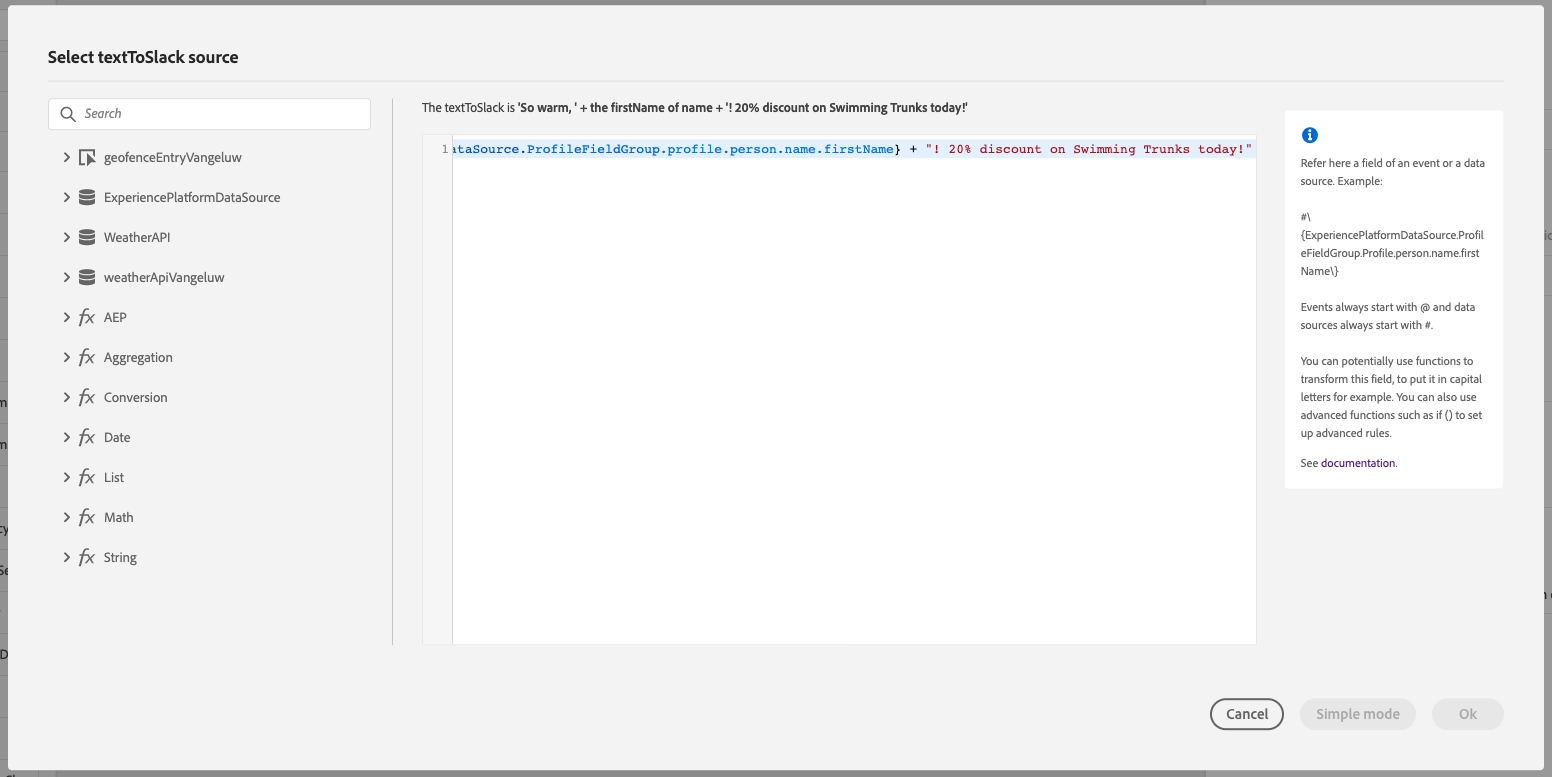 Select textToSlack source
Search
The textToSlack is 'So warm, ' + the firstName of name + '! 20% discount on Swimming Trunks today!'
geofenceEntryVangeluw
ExperiencePlatformDataSource
WeatherAPI
weatherApiVangeluw
AEP
Aggregation
Conversion
Date
List
Math
String
1 ataSource.ProfileFieldGroup.profile.person.name.firstName} + "! 20% discount on Swimming Trunks today!"
Refer here a field of an event or a data
source. Example:
#\
{ExperiencePlatformDataSource.Profil
eFieldGroup.Profile.person.name.first
Name\}
Events always start with @ and data
sources always start with #.
You can potentially use functions to
transform this field, to put it in capital
letters for example. You can also use
advanced functions such as if () to set
up advanced rules.
See documentation.
Cancel
Simple mode
Ok